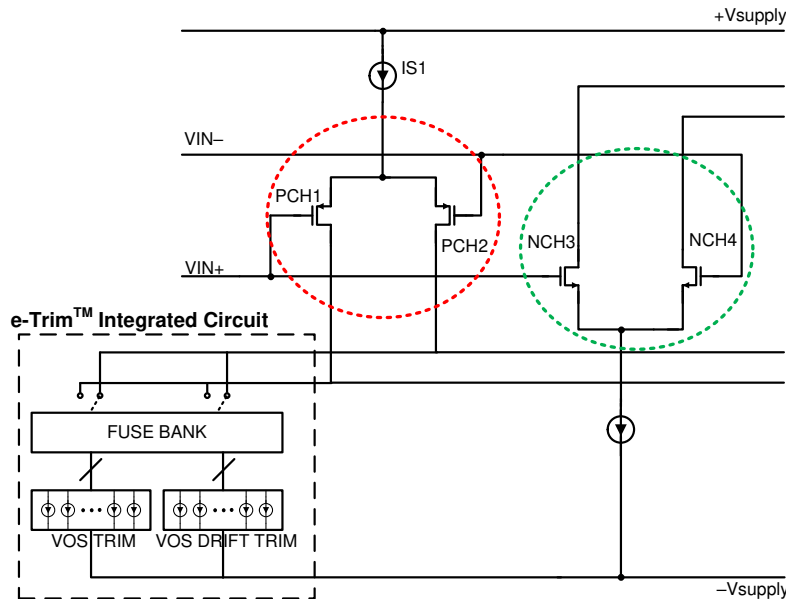 +Vsupply
IS1
VIN–
PCH1
PCH2
NCH3
NCH4
VIN+
e-Trim™ Integrated Circuit
FUSE BANK
VOS TRIM
VOS DRIFT TRIM
–Vsupply